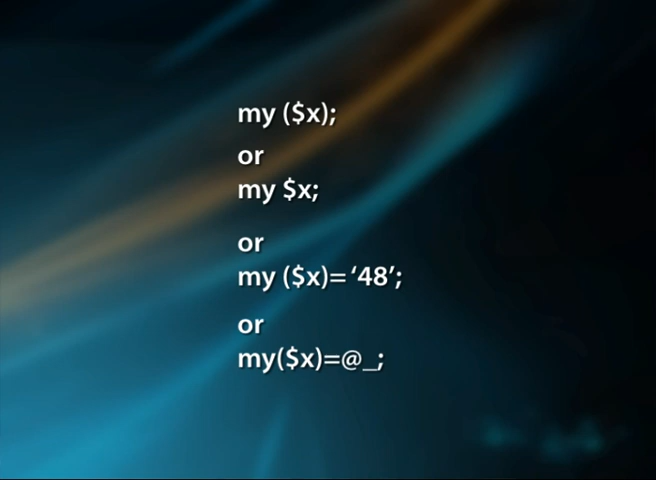 my ($x);
or
my $x;
or
my ($x)= ‘48’;
or
my($x)=@_;